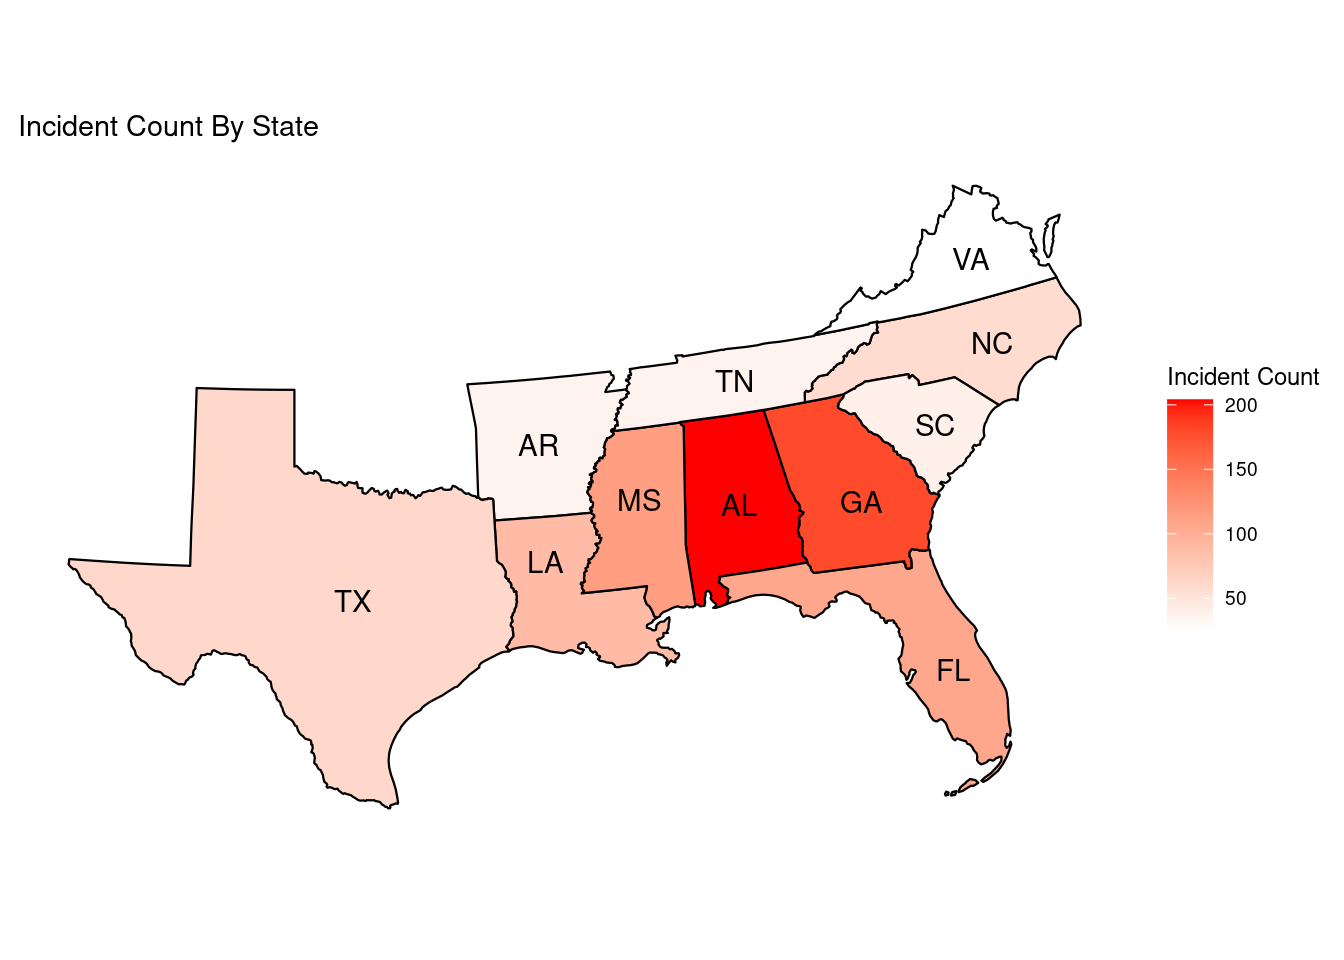 Incident Count By State
VA
NC
TN
SC
AR
MS
AL
GA
LA
TX
FL
Incident Count
200
150
100
50